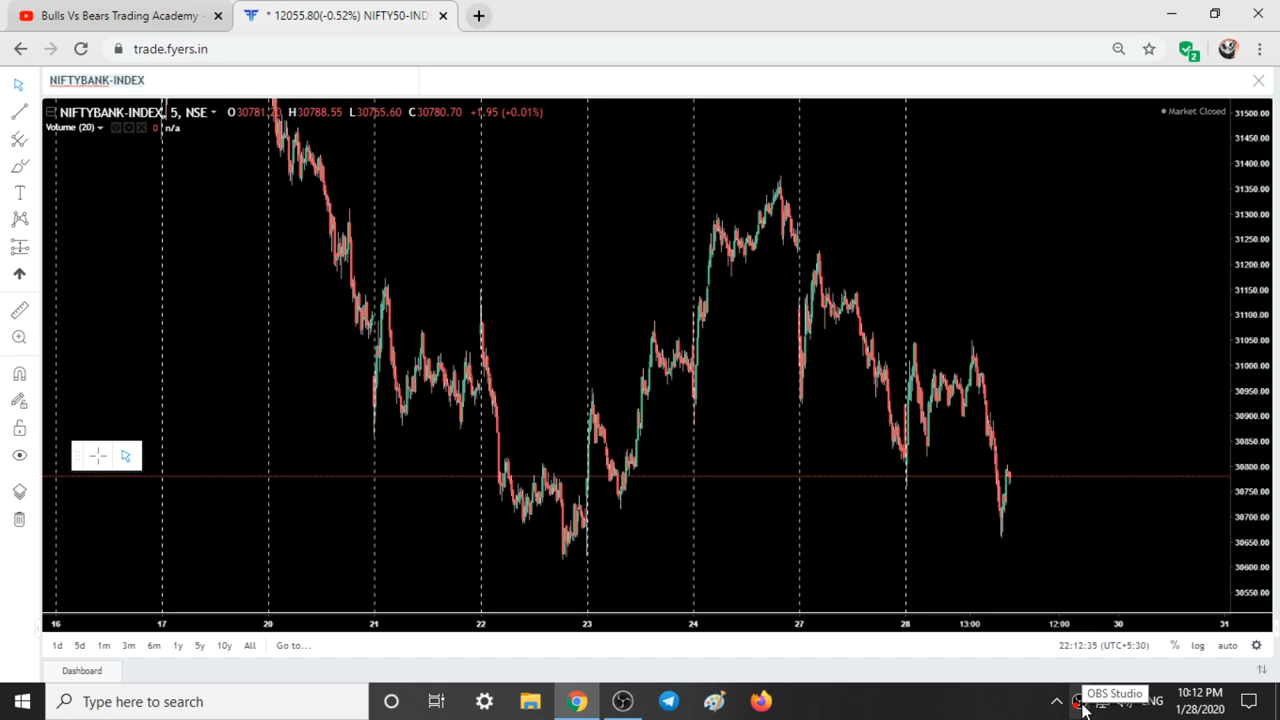 Bulls Vs Bears Trading Academy -
* 12055.80(-0.52%) NIFTY50-IND
trade.fyers.in
2
NIFTYBANK-INDEX
NIFTYBANK-INDEX, 5, NSE O30781.20 H30788.55 L30765.60 C30780.70 +1.95 (+0.01%)
Market Closed
Volume (20) 0 n/a
31500.00
31450.00
31400.00
31350.00
31300.00
31250.00
31200.00
31150.00
31100.00
31050.00
31000.00
30950.00
30900.00
30850.00
30800.00
30750.00
30700.00
30650.00
30600.00
30550.00
16 17 20 21 22 23 24 27 28 13:00 12:00 30 31
1d 5d 1m 3m 6m 1y 5y 10y All Go to... 22:12:35 (UTC+5:30) % log auto
Dashboard
OBS Studio
Type here to search
ENG
10:12 PM
1/28/2020